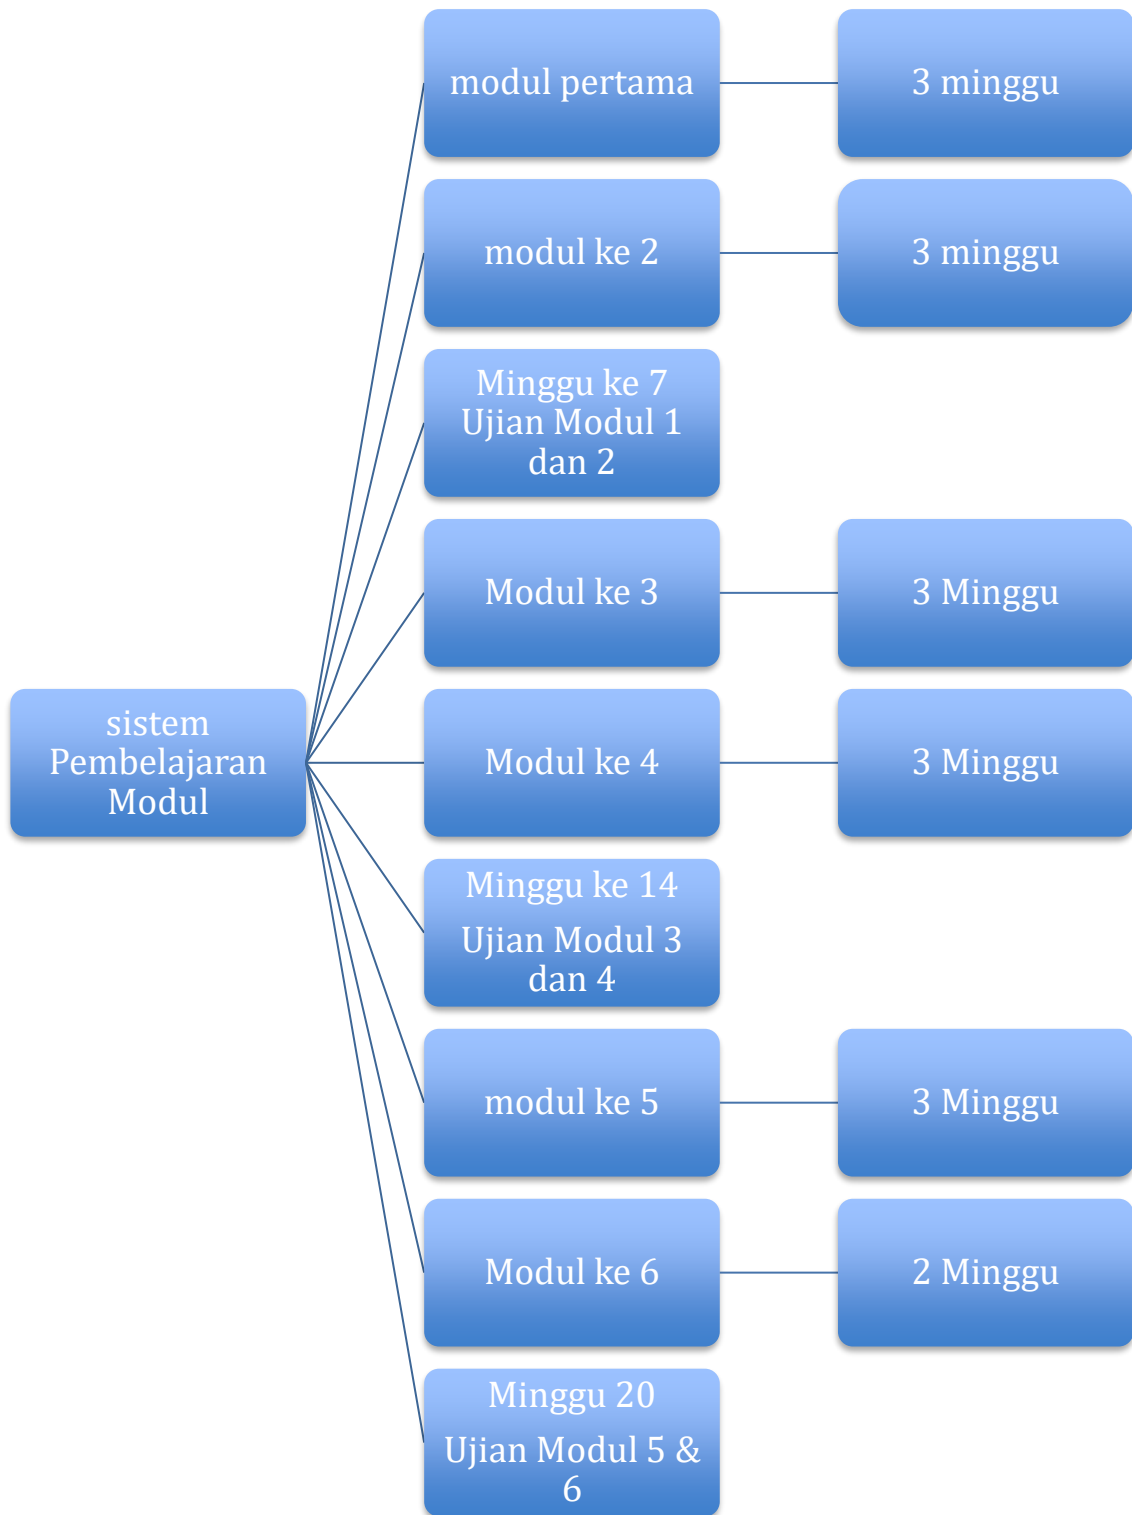 modul pertama
3 minggu
modul ke 2
3 minggu
Minggu ke 7
Ujian Modul 1
dan 2
Modul ke 3
3 Minggu
sistem
Pembelajaran
Modul
Modul ke 4
3 Minggu
Minggu ke 14
Ujian Modul 3
dan 4
modul ke 5
3 Minggu
Modul ke 6
2 Minggu
Minggu 20
Ujian Modul 5 &
6